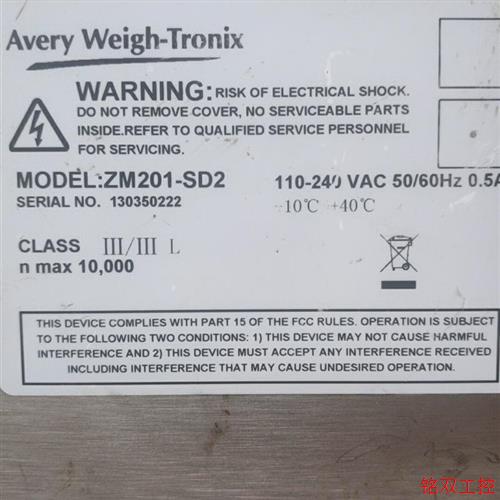 Avery Weigh-Tronix
WARNING: RISK OF ELECTRICAL SHOCK.
DO NOT REMOVE COVER, NO SERVICEABLE PARTS
INSIDE.REFER TO QUALIFIED SERVICE PERSONNEL
FOR SERVICING.
MODEL:ZM201-SD2 110-240 VAC 50/60Hz 0.5A
SERIAL NO. 130350222 -10℃ +40℃
CLASS III/III L
n max 10,000
THIS DEVICE COMPLIES WITH PART 15 OF THE FCC RULES. OPERATION IS SUBJECT
TO THE FOLLOWING TWO CONDITIONS: 1) THIS DEVICE MAY NOT CAUSE HARMFUL
INTERFERENCE AND 2) THIS DEVICE MUST ACCEPT ANY INTERFERENCE RECEIVED
INCLUDING INTERFERENCE THAT MAY CAUSE UNDESIRED OPERATION.
铭双工控